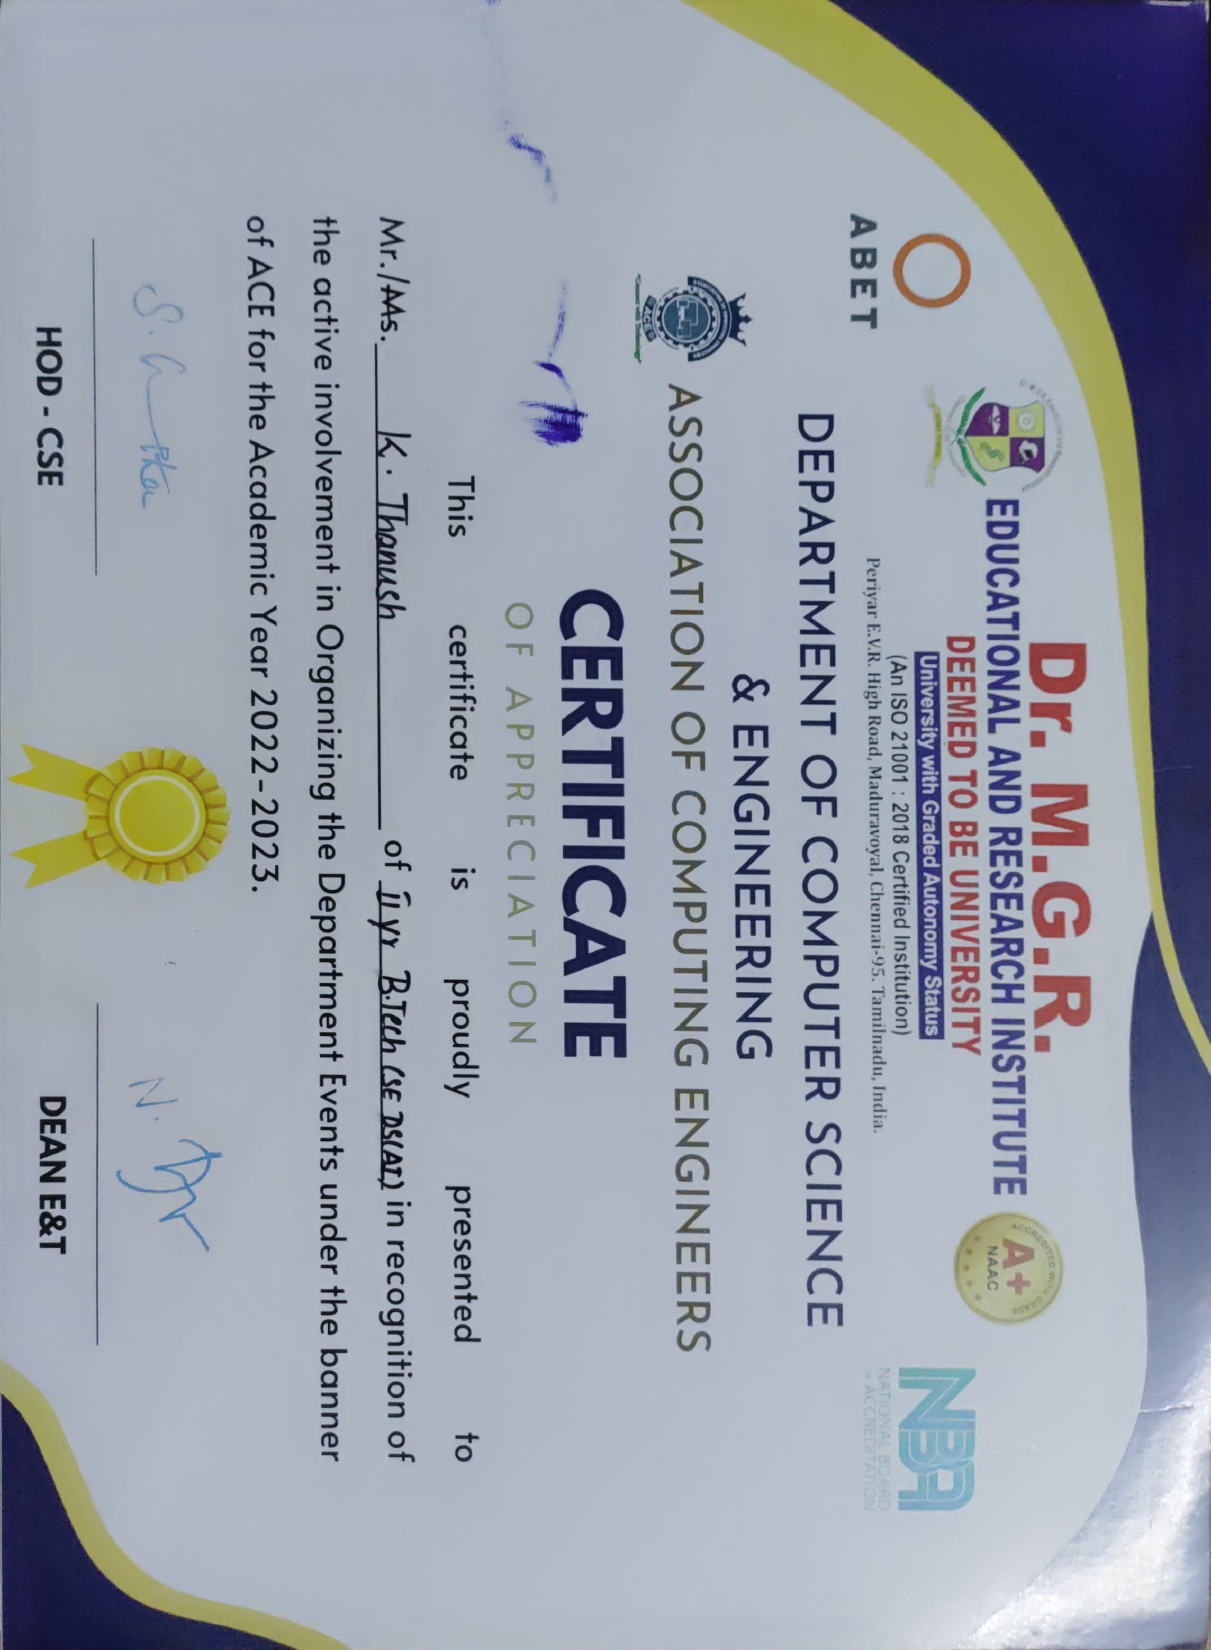 Dr. M.G.R.
EDUCATIONAL AND RESEARCH INSTITUTE
DEEMED TO BE UNIVERSITY
University with Graded Autonomy Status
(An ISO 21001 : 2018 Certified Institution)
Periyar E.V.R. High Road, Maduravoyal, Chennai-95. Tamilnadu, India.
ACCREDITED WITH GRADE
A+
NAAC
ABET
NBA
NATIONAL BOARD
OF ACCREDITATION
DEPARTMENT OF COMPUTER SCIENCE
& ENGINEERING
ASSOCIATION OF COMPUTING ENGINEERS
ACE
"Connect with Technology"
CERTIFICATE
OF APPRECIATION
This certificate is proudly presented to
Mr./Ms. K. Thanush of II yr B.Tech CSE DS(AI) in recognition of
the active involvement in Organizing the Department Events under the banner
of ACE for the Academic Year 2022-2023.
HOD - CSE
DEAN E&T